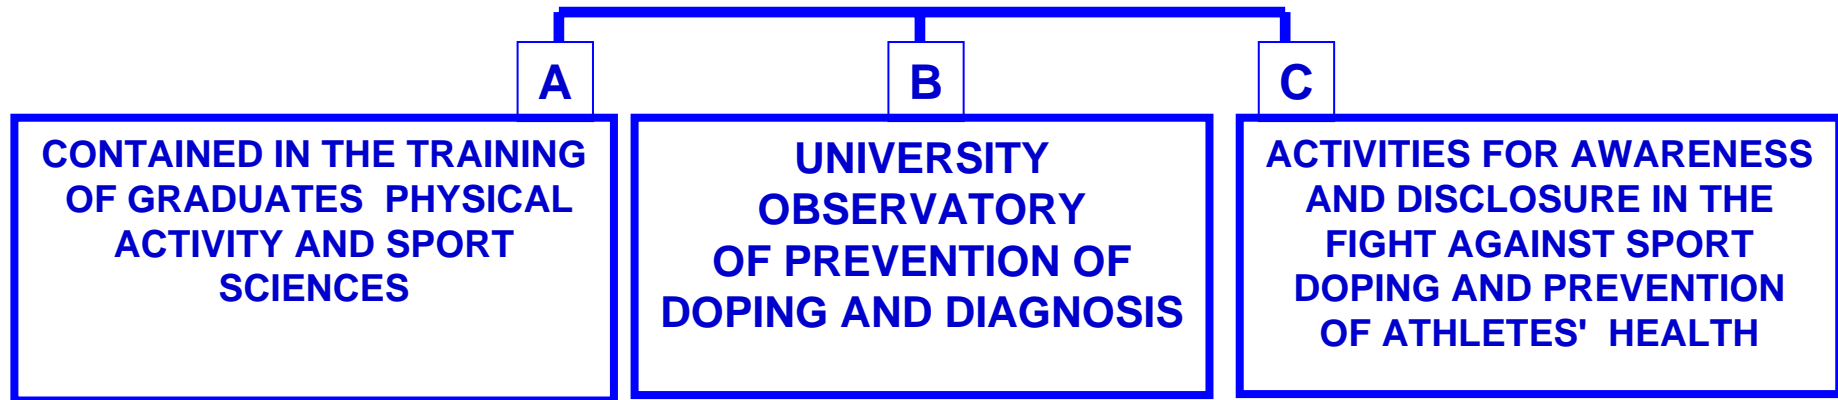 A
CONTAINED IN THE TRAINING
OF GRADUATES PHYSICAL
ACTIVITY AND SPORT
SCIENCES
B
UNIVERSITY
OBSERVATORY
OF PREVENTION OF
DOPING AND DIAGNOSIS
C
ACTIVITIES FOR AWARENESS
AND DISCLOSURE IN THE
FIGHT AGAINST SPORT
DOPING AND PREVENTION
OF ATHLETES' HEALTH